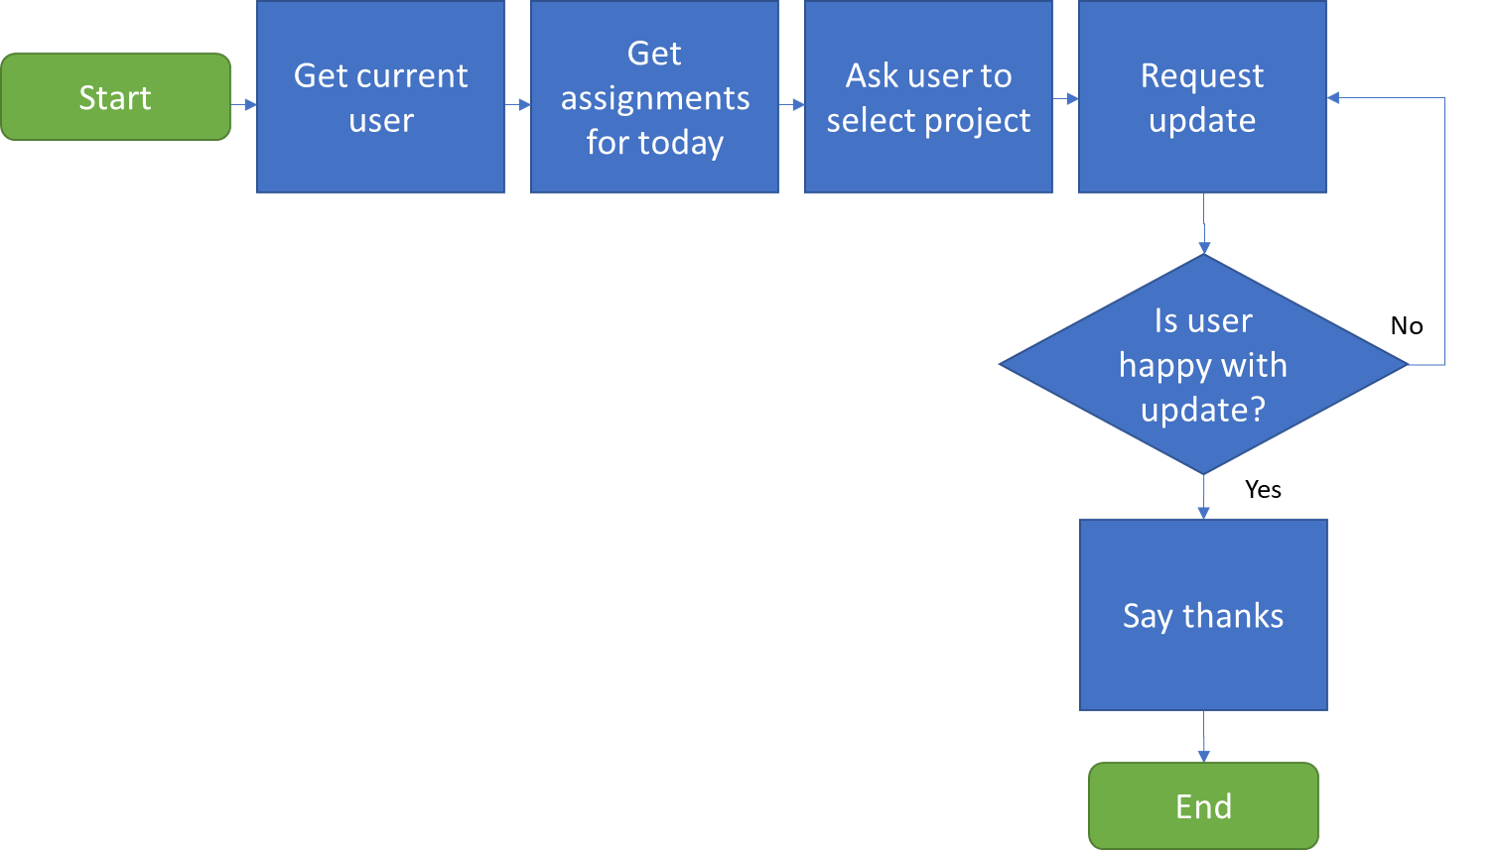 Start
Get current
user
Get
assignments
for today
Ask user to
select project
Request
update
Is user
happy with
update?
No
Yes
Say thanks
End